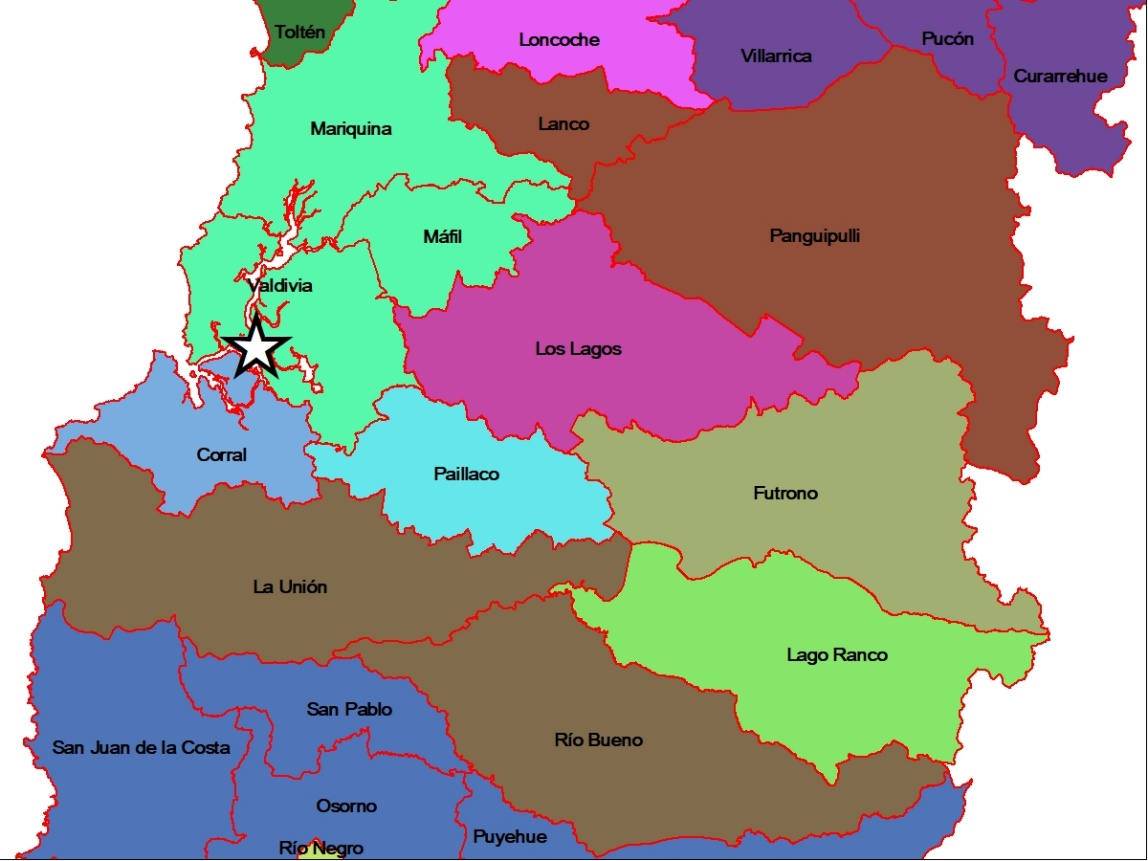 Toltén
Loncoche
Villarrica
Pucón
Curarrehue
Mariquina
Lanco
Máfil
Panguipulli
Valdivia
Los Lagos
Corral
Paillaco
Futrono
La Unión
Lago Ranco
San Pablo
San Juan de la Costa
Río Bueno
Osorno
Puyehue
Río Negro